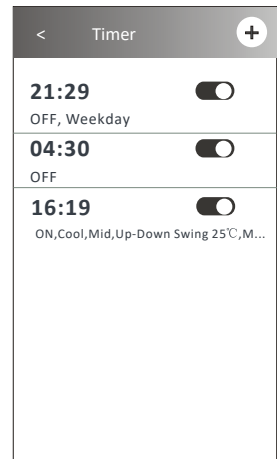 < Timer +
21:29
OFF, Weekday
04:30
OFF
16:19
ON,Cool,Mid,Up-Down Swing 25℃,M...